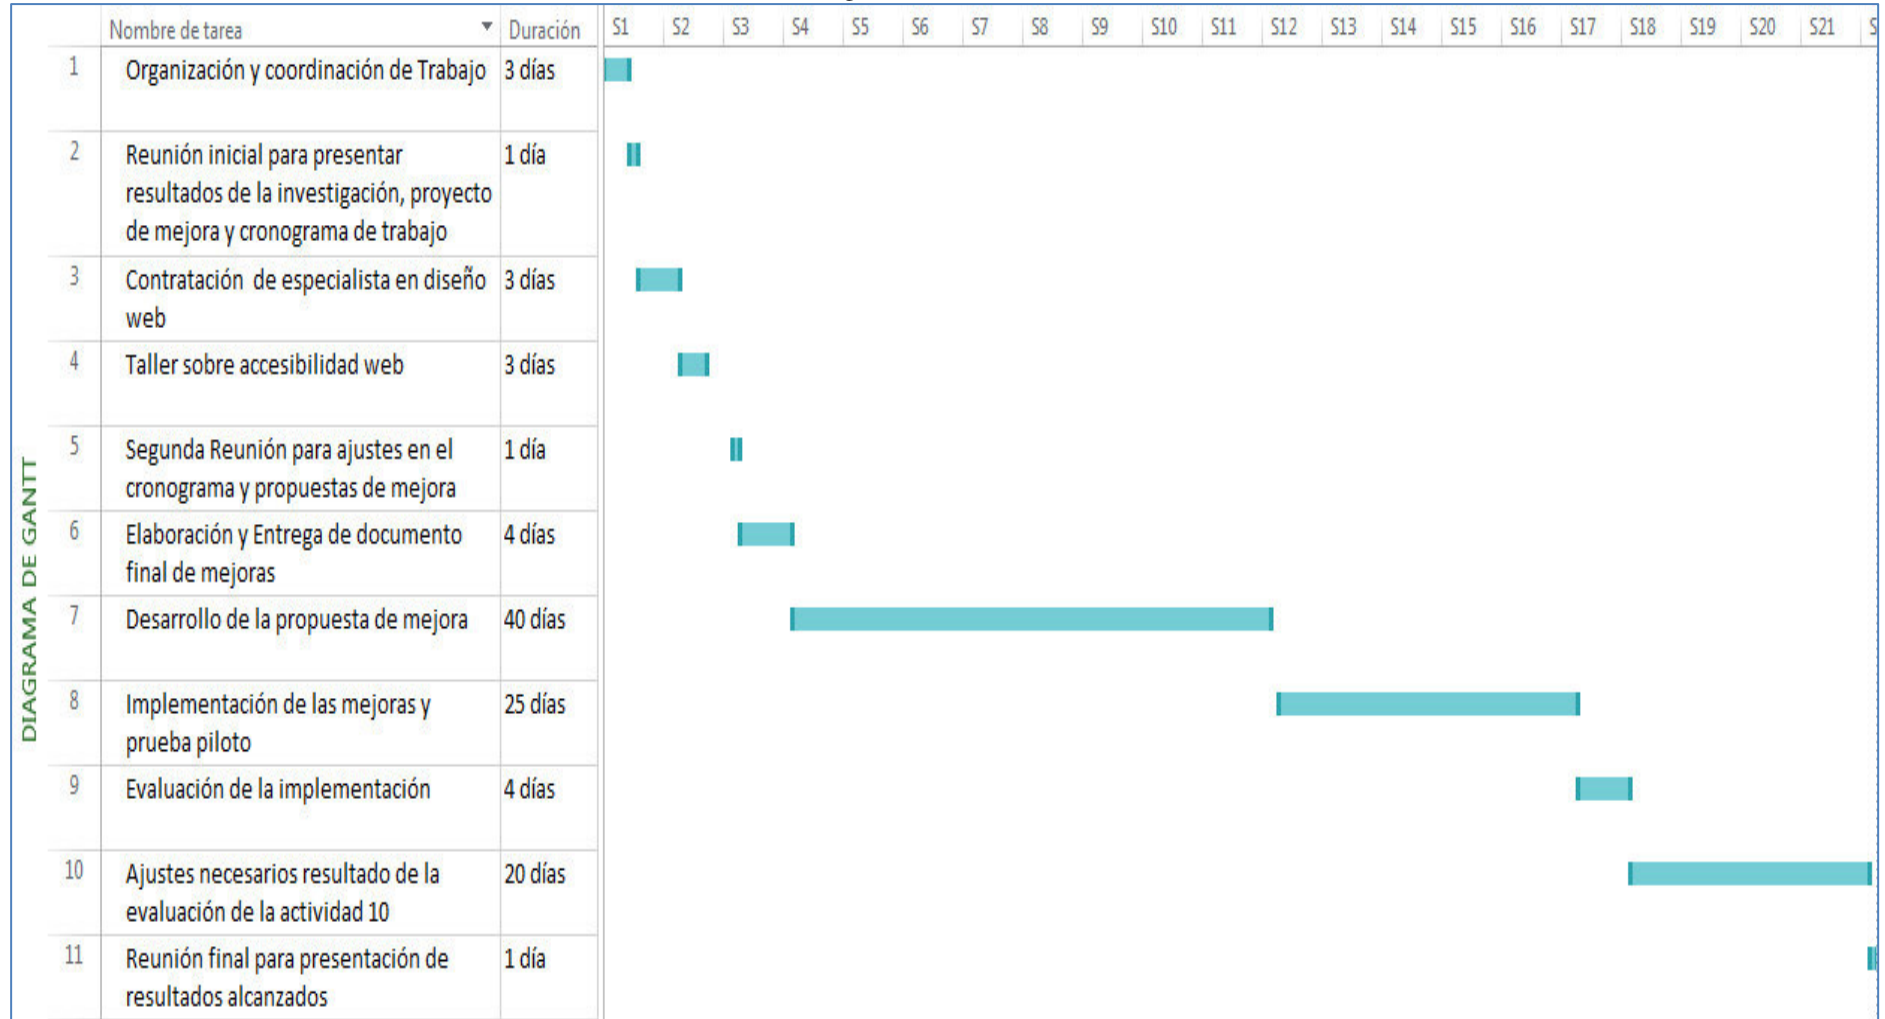 Nombre de tarea Duración S1 S2 S3 S4 S5 S6 S7 S8 S9 S10 S11 S12 S13 S14 S15 S16 S17 S18 S19 S20 S21 S
1 Organización y coordinación de Trabajo 3 días
2 Reunión inicial para presentar 1 día
resultados de la investigación, proyecto
de mejora y cronograma de trabajo
3 Contratación de especialista en diseño 3 días
web
4 Taller sobre accesibilidad web 3 días
5 Segunda Reunión para ajustes en el 1 día
cronograma y propuestas de mejora
6 Elaboración y Entrega de documento 4 días
final de mejoras
7 Desarrollo de la propuesta de mejora 40 días
8 Implementación de las mejoras y 25 días
prueba piloto
9 Evaluación de la implementación 4 días
10 Ajustes necesarios resultado de la 20 días
evaluación de la actividad 10
11 Reunión final para presentación de 1 día
resultados alcanzados
DIAGRAMA DE GANTT